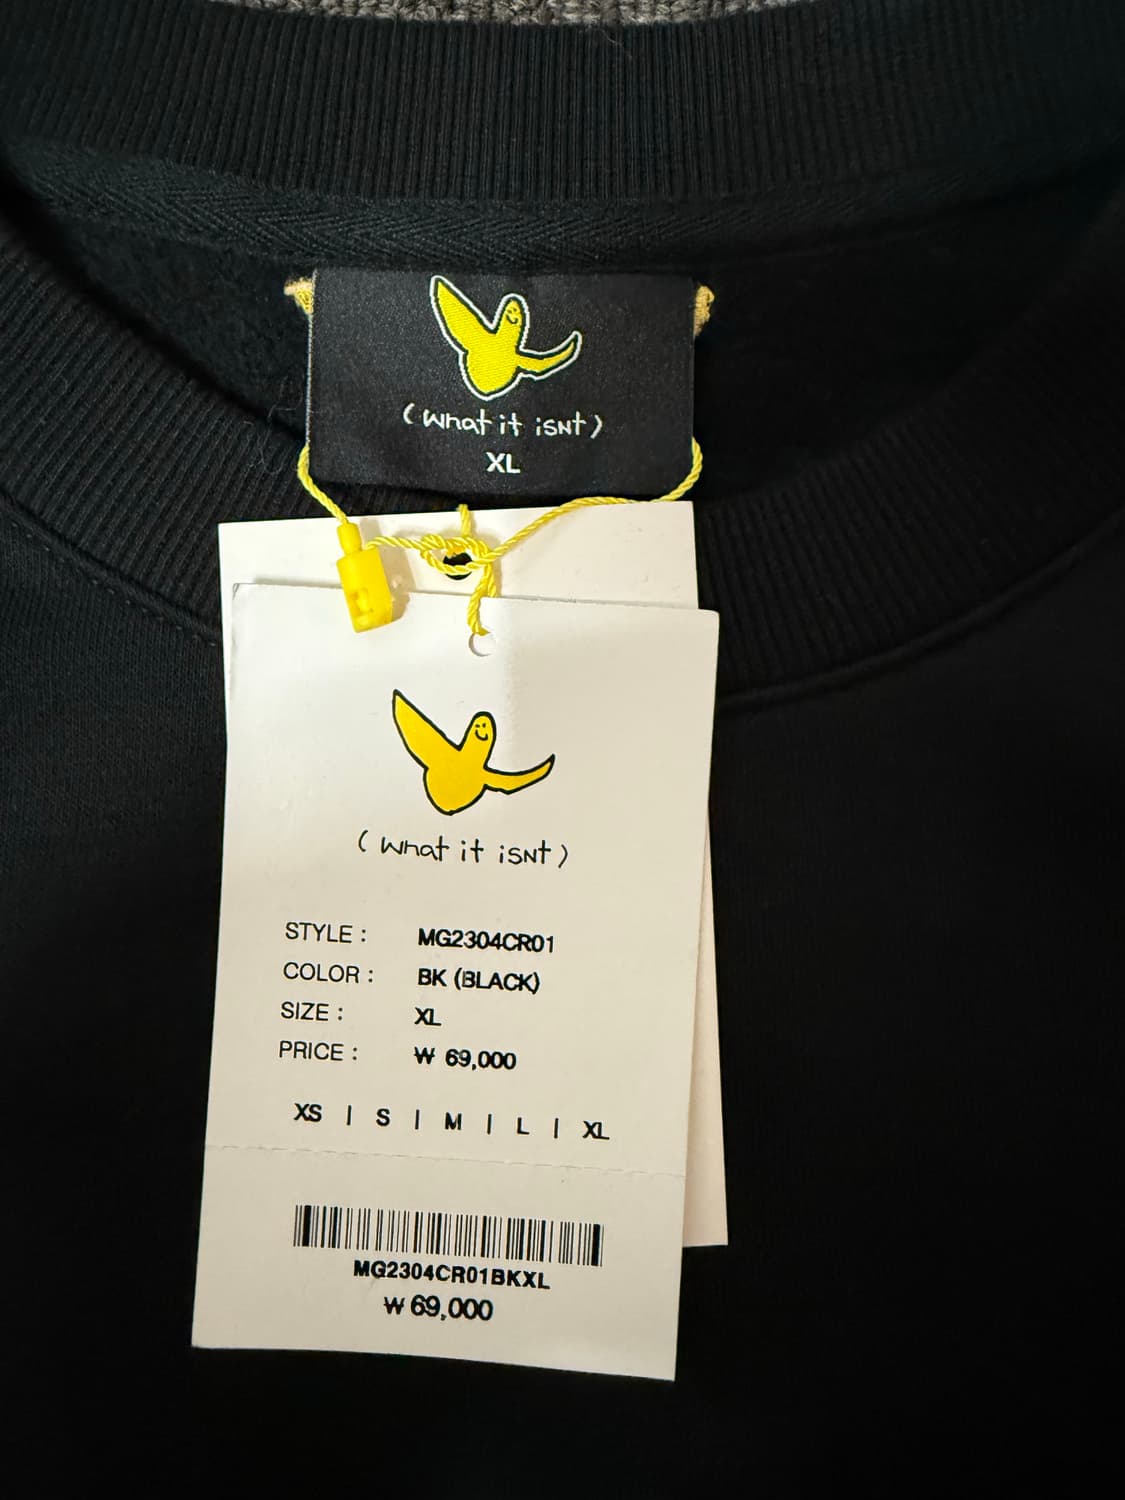 (what it isNt)
XL
(what it isNt)
STYLE : MG2304CR01
COLOR : BK (BLACK)
SIZE : XL
PRICE : ₩ 69,000
XS | S | M | L | XL
MG2304CR01BKXL
₩ 69,000